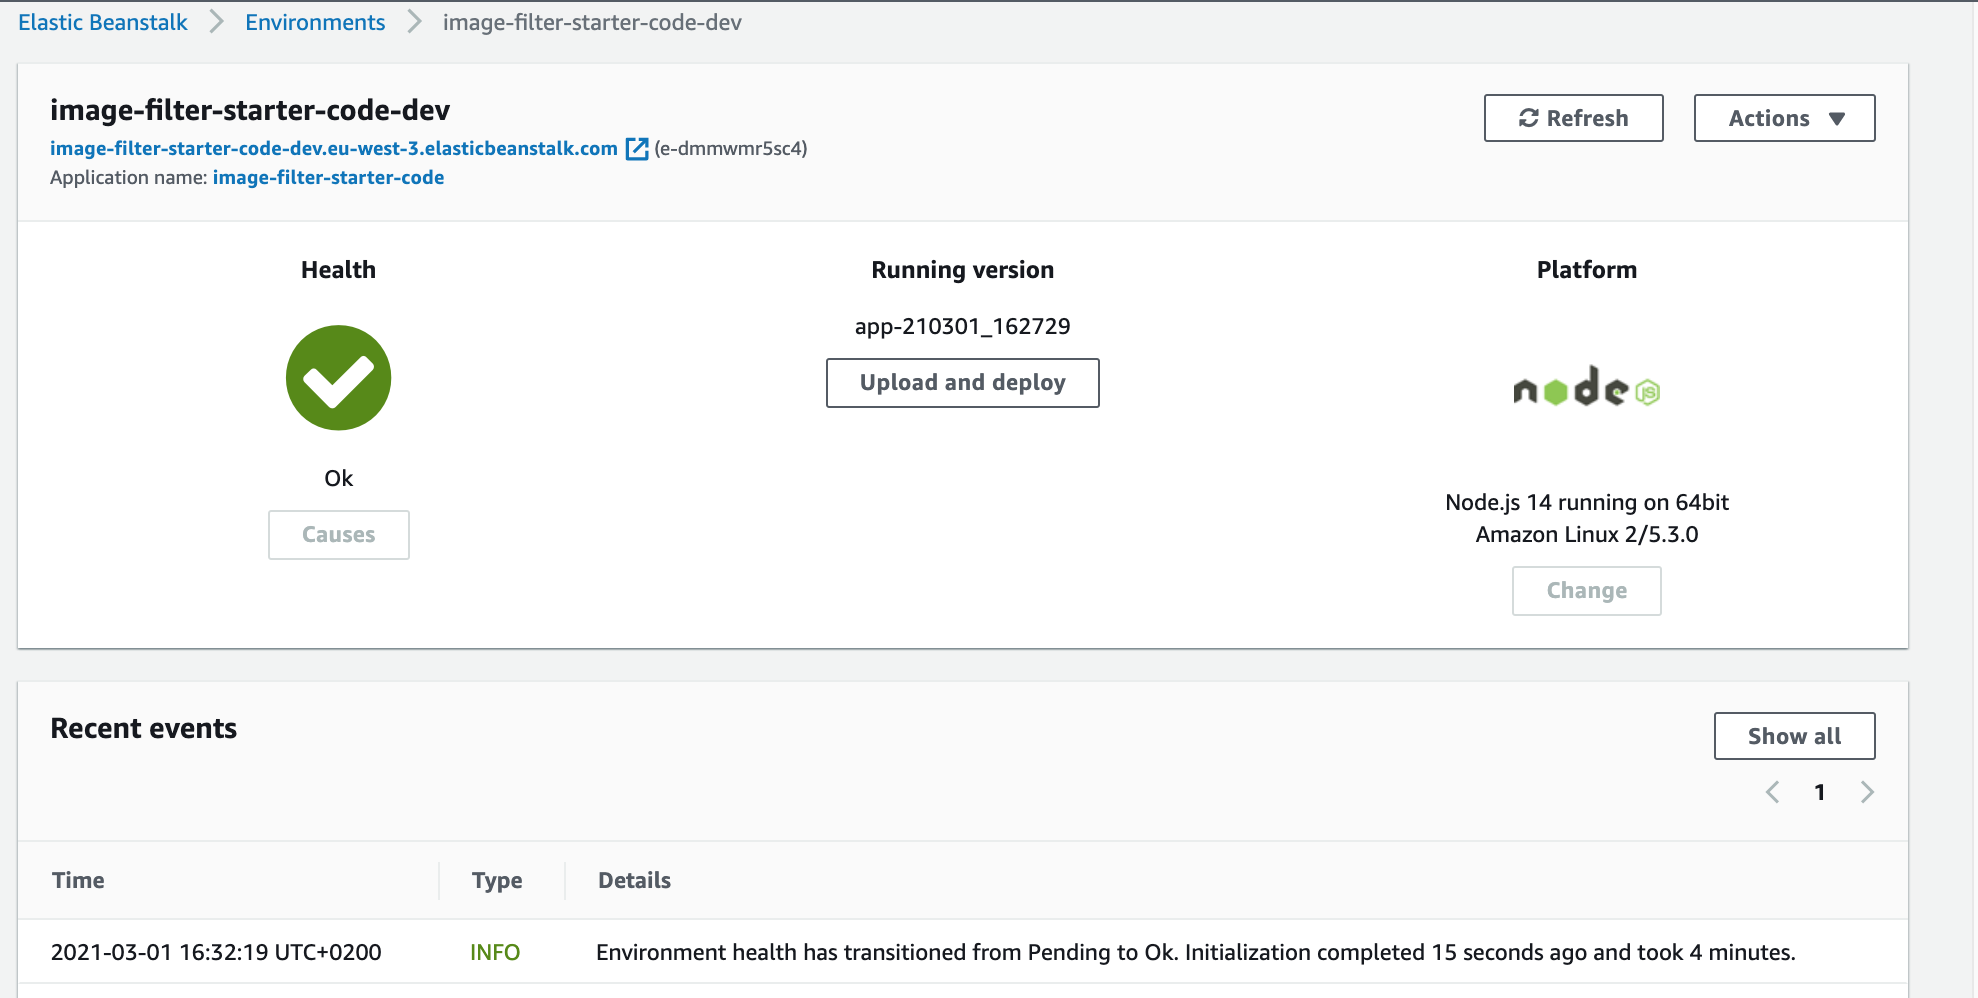 Elastic Beanstalk > Environments > image-filter-starter-code-dev
image-filter-starter-code-dev
Refresh
Actions
image-filter-starter-code-dev.eu-west-3.elasticbeanstalk.com (e-dmmwmr5sc4)
Application name: image-filter-starter-code
Health
Ok
Causes
Running version
app-210301_162729
Upload and deploy
Platform
node JS
Node.js 14 running on 64bit
Amazon Linux 2/5.3.0
Change
Recent events
Show all
< 1 >
Time Type Details
2021-03-01 16:32:19 UTC+0200 INFO Environment health has transitioned from Pending to Ok. Initialization completed 15 seconds ago and took 4 minutes.